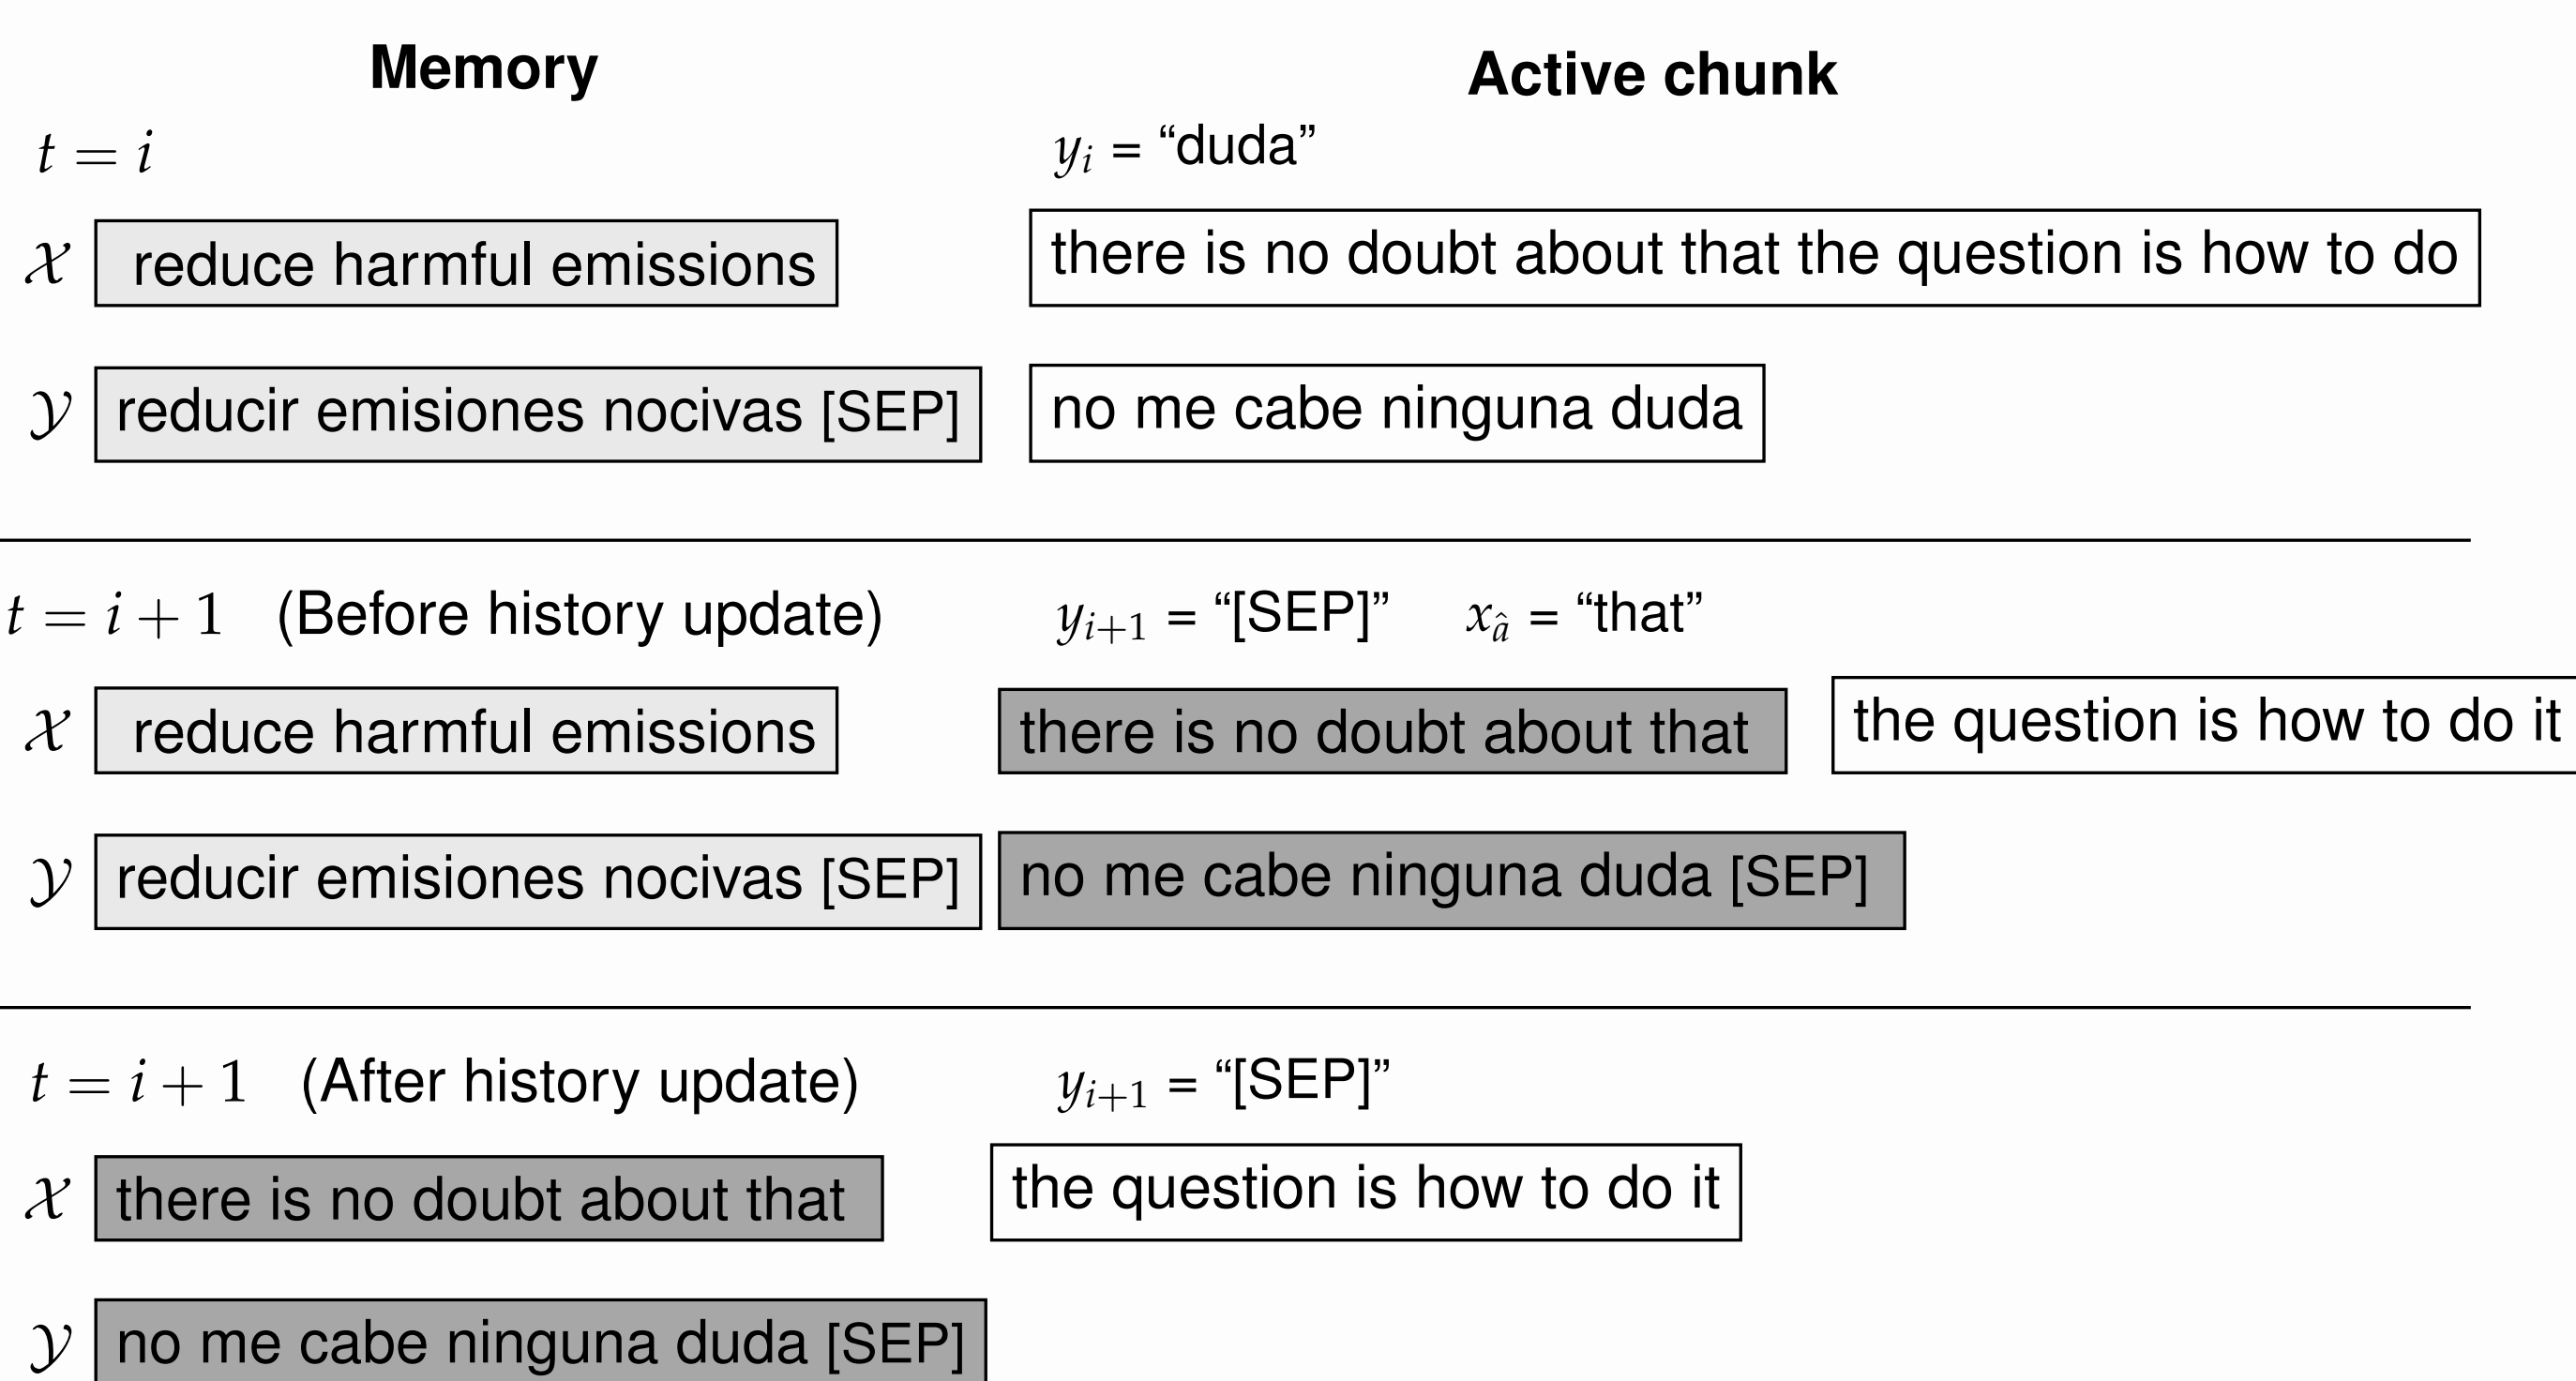 Memory Active chunk
t = i yᵢ = “duda”
𝒳 reduce harmful emissions there is no doubt about that the question is how to do
𝒴 reducir emisiones nocivas [SEP] no me cabe ninguna duda
t = i + 1 (Before history update) yᵢ₊₁ = “[SEP]” x_â = “that”
𝒳 reduce harmful emissions there is no doubt about that the question is how to do it
𝒴 reducir emisiones nocivas [SEP] no me cabe ninguna duda [SEP]
t = i + 1 (After history update) yᵢ₊₁ = “[SEP]”
𝒳 there is no doubt about that the question is how to do it
𝒴 no me cabe ninguna duda [SEP]